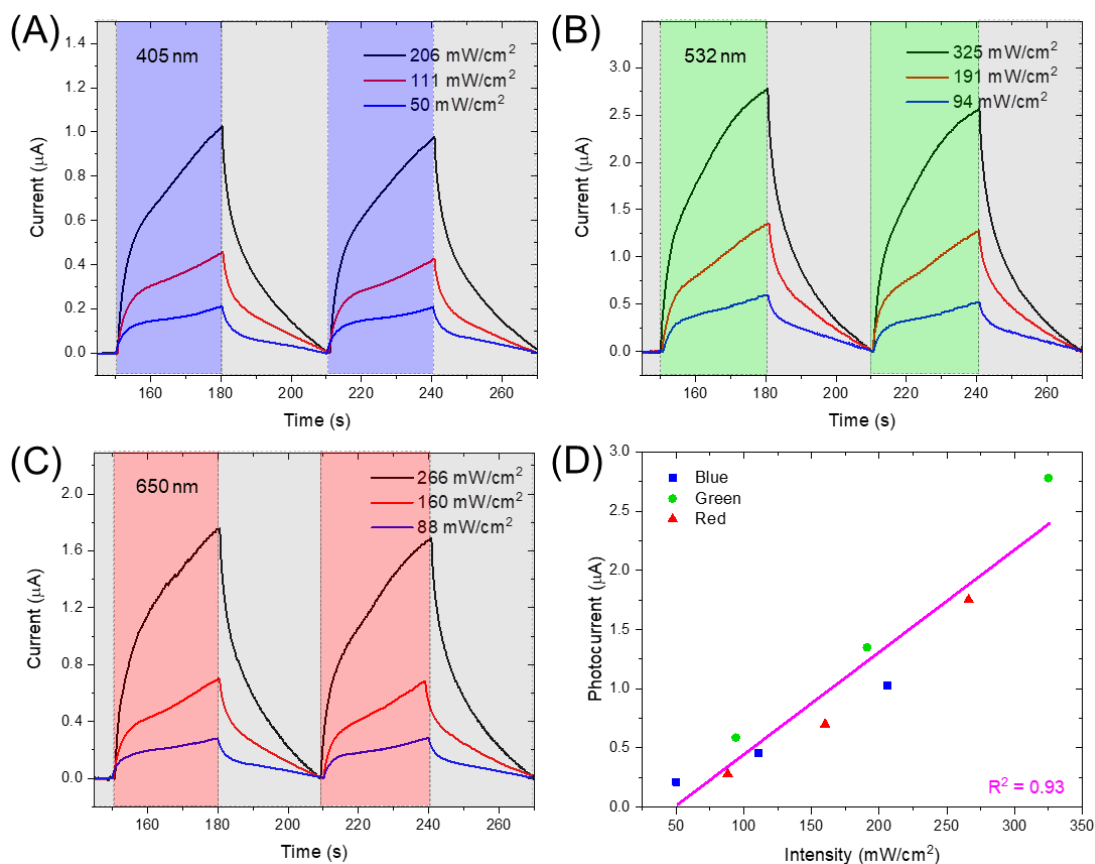 (A)
405 nm
206 mW/cm²
111 mW/cm²
50 mW/cm²
1.4
1.2
1.0
0.8
0.6
0.4
0.2
0.0
Current (μA)
160 180 200 220 240 260
Time (s)
(B)
532 nm
325 mW/cm²
191 mW/cm²
94 mW/cm²
3.5
3.0
2.5
2.0
1.5
1.0
0.5
0.0
Current (μA)
160 180 200 220 240 260
Time (s)
(C)
650 nm
266 mW/cm²
160 mW/cm²
88 mW/cm²
2.0
1.6
1.2
0.8
0.4
0.0
Current (μA)
160 180 200 220 240 260
Time (s)
(D)
Blue
Green
Red
3.0
2.5
2.0
1.5
1.0
0.5
0.0
Photocurrent (μA)
R² = 0.93
50 100 150 200 250 300 350
Intensity (mW/cm²)